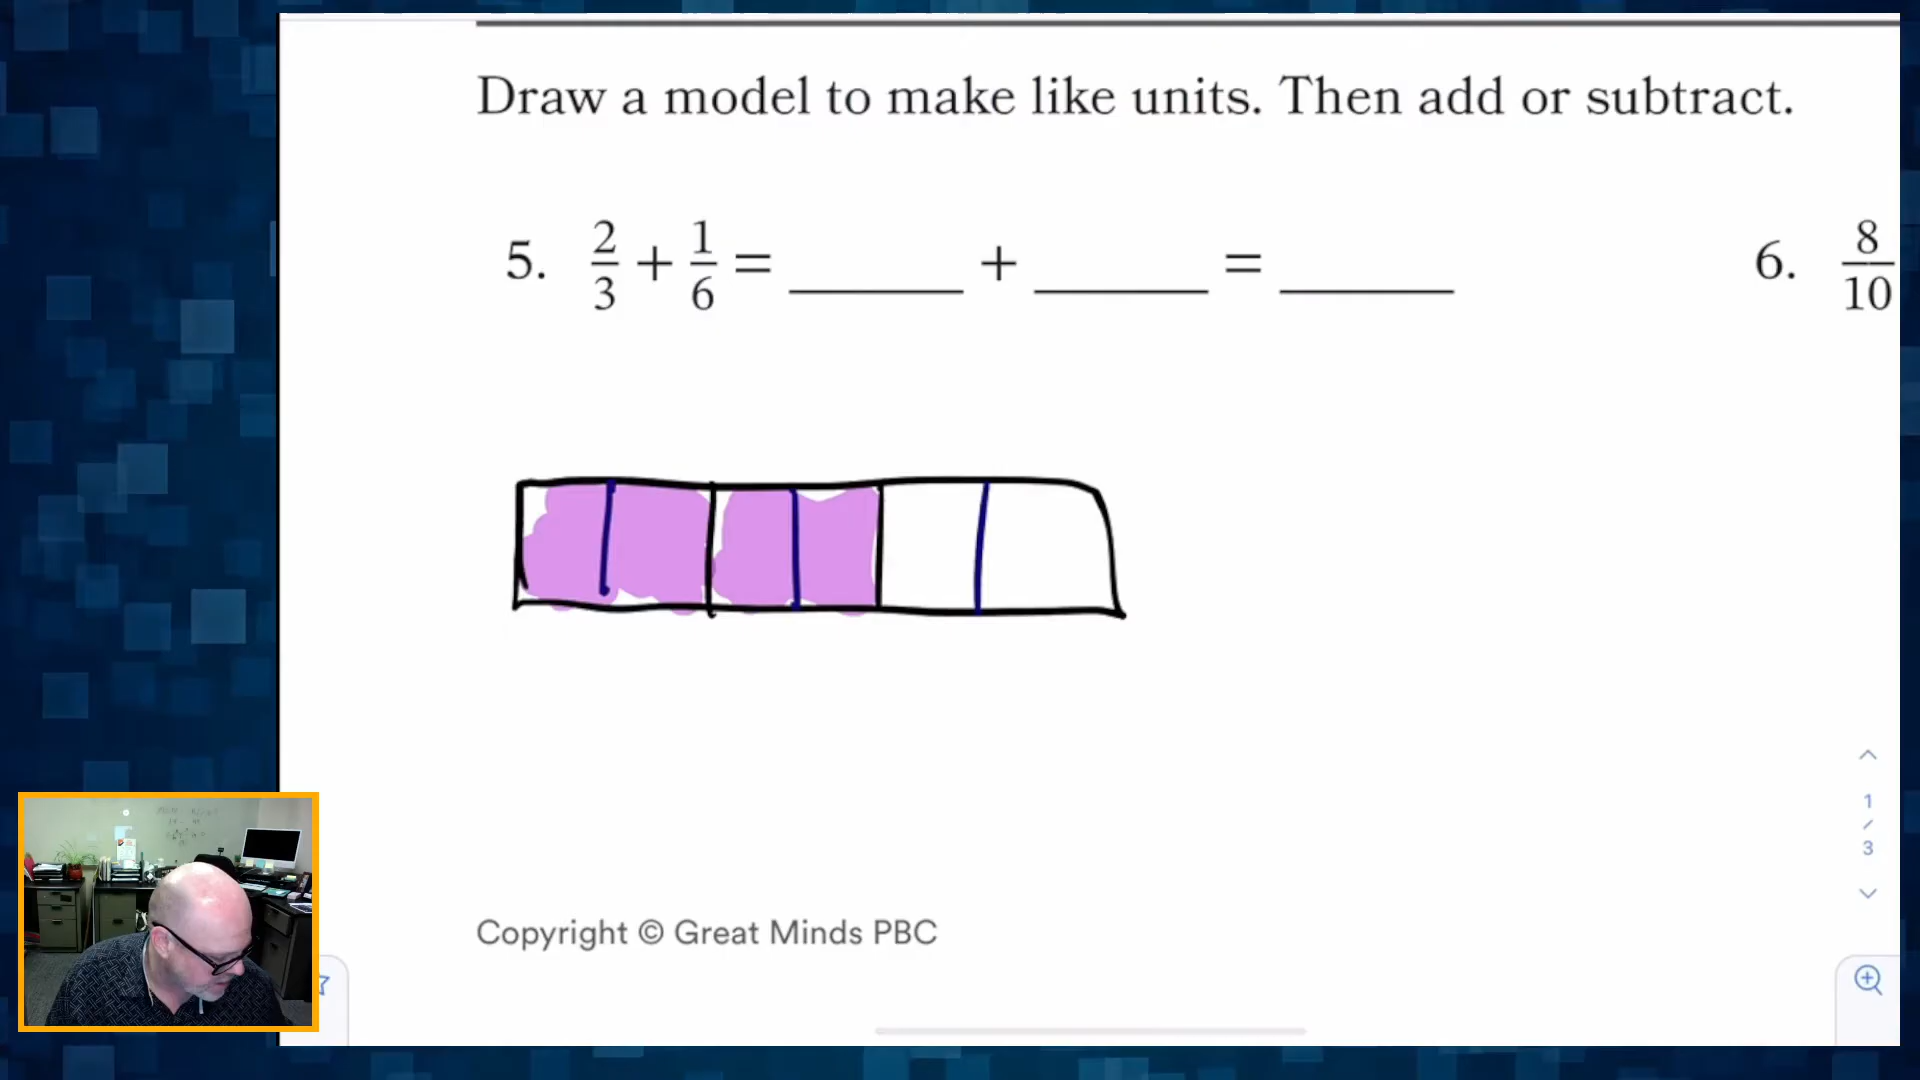 Draw a model to make like units. Then add or subtract.
5. 2/3 + 1/6 = ______ + ______ = ______
6. 8/10
1
/
3
Copyright © Great Minds PBC